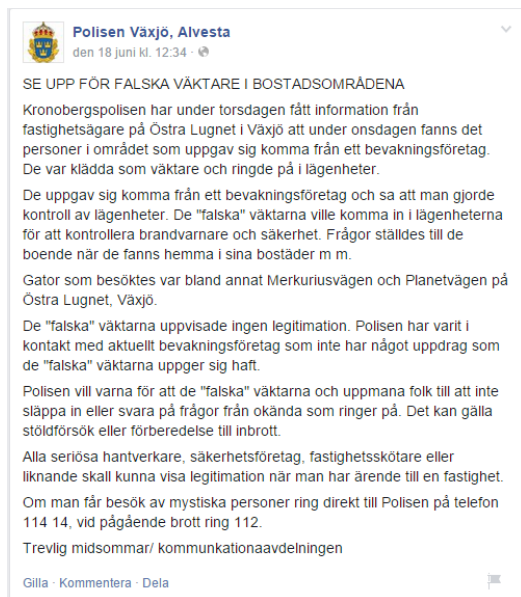 Polisen Växjö, Alvesta
den 18 juni kl. 12:34 ·
SE UPP FÖR FALSKA VÄKTARE I BOSTADSOMRÅDENA
Kronobergspolisen har under torsdagen fått information från
fastighetsägare på Östra Lugnet i Växjö att under onsdagen fanns det
personer i området som uppgav sig komma från ett bevakningsföretag.
De var klädda som väktare och ringde på i lägenheter.
De uppgav sig komma från ett bevakningsföretag och sa att man gjorde
kontroll av lägenheter. De "falska" väktarna ville komma in i lägenheterna
för att kontrollera brandvarnare och säkerhet. Frågor ställdes till de
boende när de fanns hemma i sina bostäder m m.
Gator som besöktes var bland annat Merkuriusvägen och Planetvägen på
Östra Lugnet, Växjö.
De "falska" väktarna uppvisade ingen legitimation. Polisen har varit i
kontakt med aktuellt bevakningsföretag som inte har något uppdrag som
de "falska" väktarna uppger sig haft.
Polisen vill varna för att de "falska" väktarna och uppmana folk till att inte
släppa in eller svara på frågor från okända som ringer på. Det kan gälla
stöldförsök eller förberedelse till inbrott.
Alla seriösa hantverkare, säkerhetsföretag, fastighetsskötare eller
liknande skall kunna visa legitimation när man har ärende till en fastighet.
Om man får besök av mystiska personer ring direkt till Polisen på telefon
114 14, vid pågående brott ring 112.
Trevlig midsommar/ kommunkationaavdelningen
Gilla · Kommentera · Dela